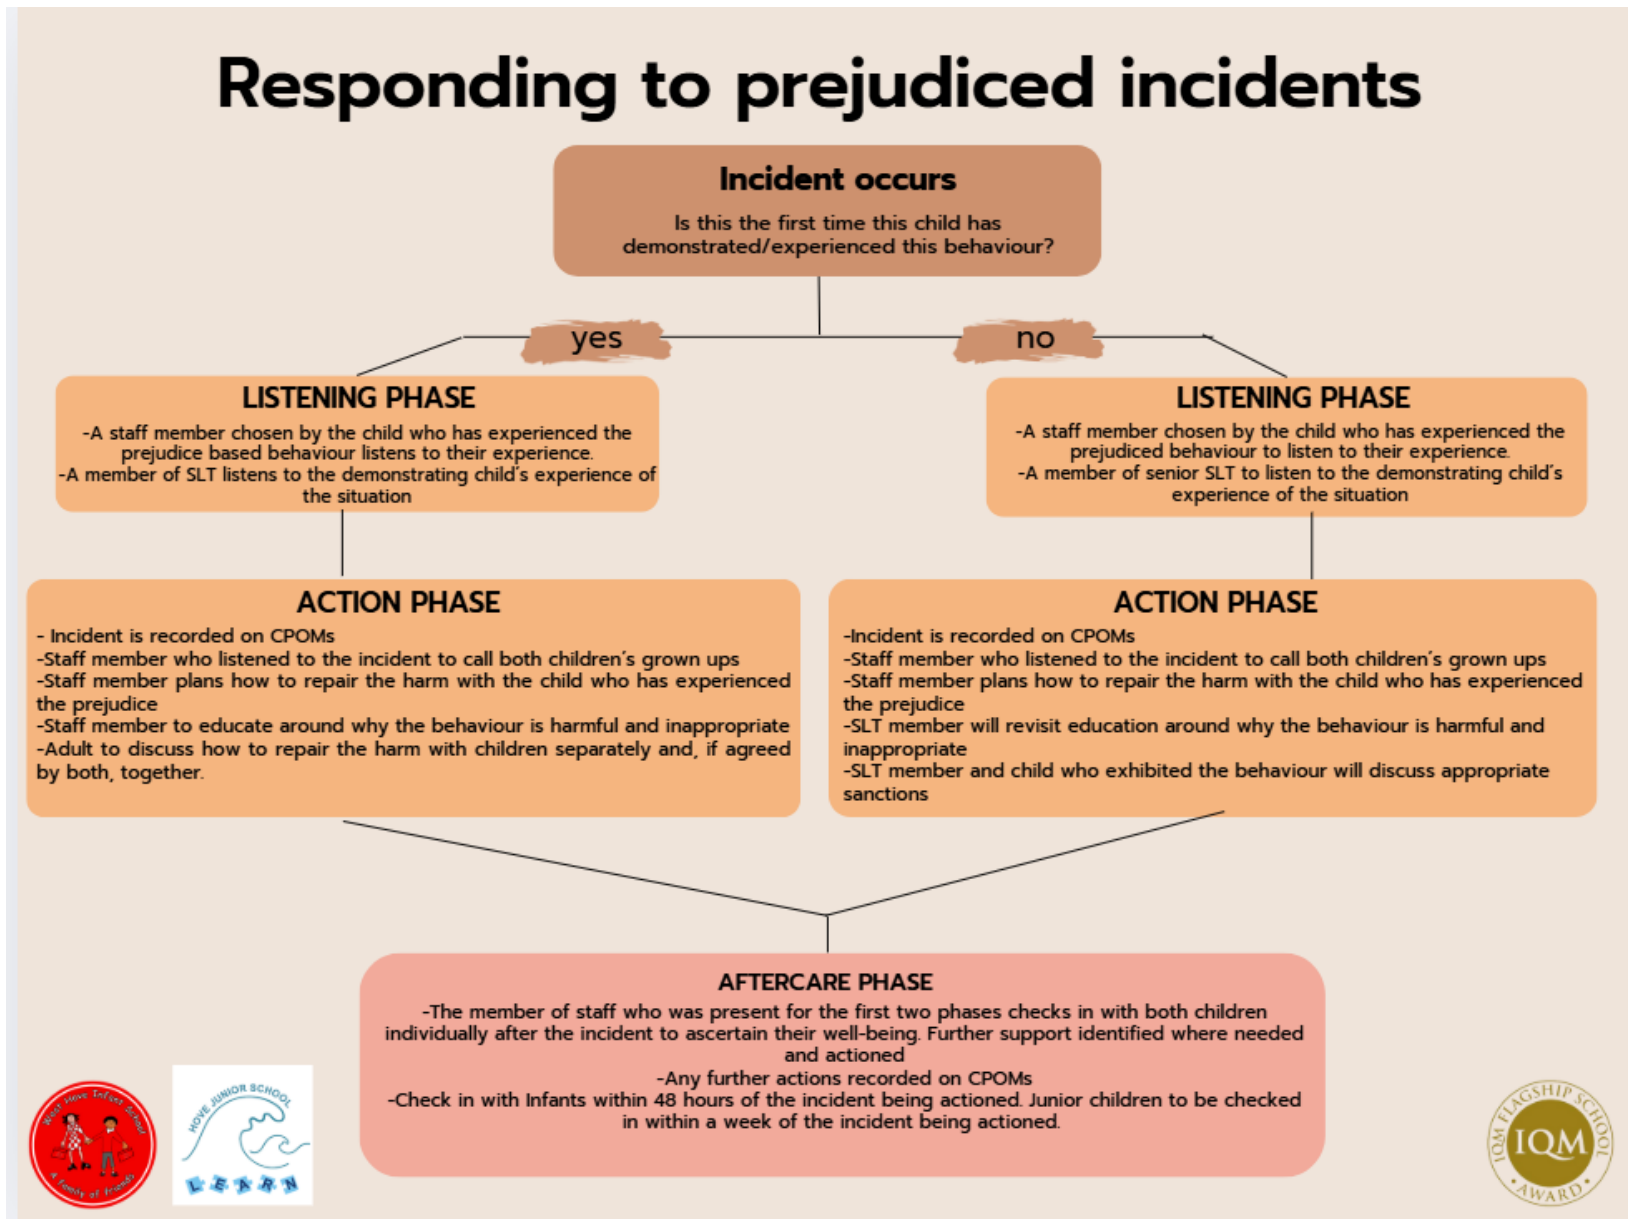 Responding to prejudiced incidents
Incident occurs
Is this the first time this child has
demonstrated/experienced this behaviour?
yes
no
LISTENING PHASE
-A staff member chosen by the child who has experienced the
prejudice based behaviour listens to their experience.
-A member of SLT listens to the demonstrating child's experience of
the situation
LISTENING PHASE
-A staff member chosen by the child who has experienced the
prejudiced behaviour to listen to their experience.
-A member of senior SLT to listen to the demonstrating child's
experience of the situation
ACTION PHASE
- Incident is recorded on CPOMs
-Staff member who listened to the incident to call both children's grown ups
-Staff member plans how to repair the harm with the child who has experienced
the prejudice
-Staff member to educate around why the behaviour is harmful and inappropriate
-Adult to discuss how to repair the harm with children separately and, if agreed
by both, together.
ACTION PHASE
-Incident is recorded on CPOMs
-Staff member who listened to the incident to call both children's grown ups
-Staff member plans how to repair the harm with the child who has experienced
the prejudice
-SLT member will revisit education around why the behaviour is harmful and
inappropriate
-SLT member and child who exhibited the behaviour will discuss appropriate
sanctions
AFTERCARE PHASE
-The member of staff who was present for the first two phases checks in with both children
individually after the incident to ascertain their well-being. Further support identified where needed
and actioned
-Any further actions recorded on CPOMs
-Check in with Infants within 48 hours of the incident being actioned. Junior children to be checked
in within a week of the incident being actioned.
West Hove Infant School
A family of friends
HOVE JUNIOR SCHOOL
LEARN
IQM FLAGSHIP SCHOOL
IQM
AWARD